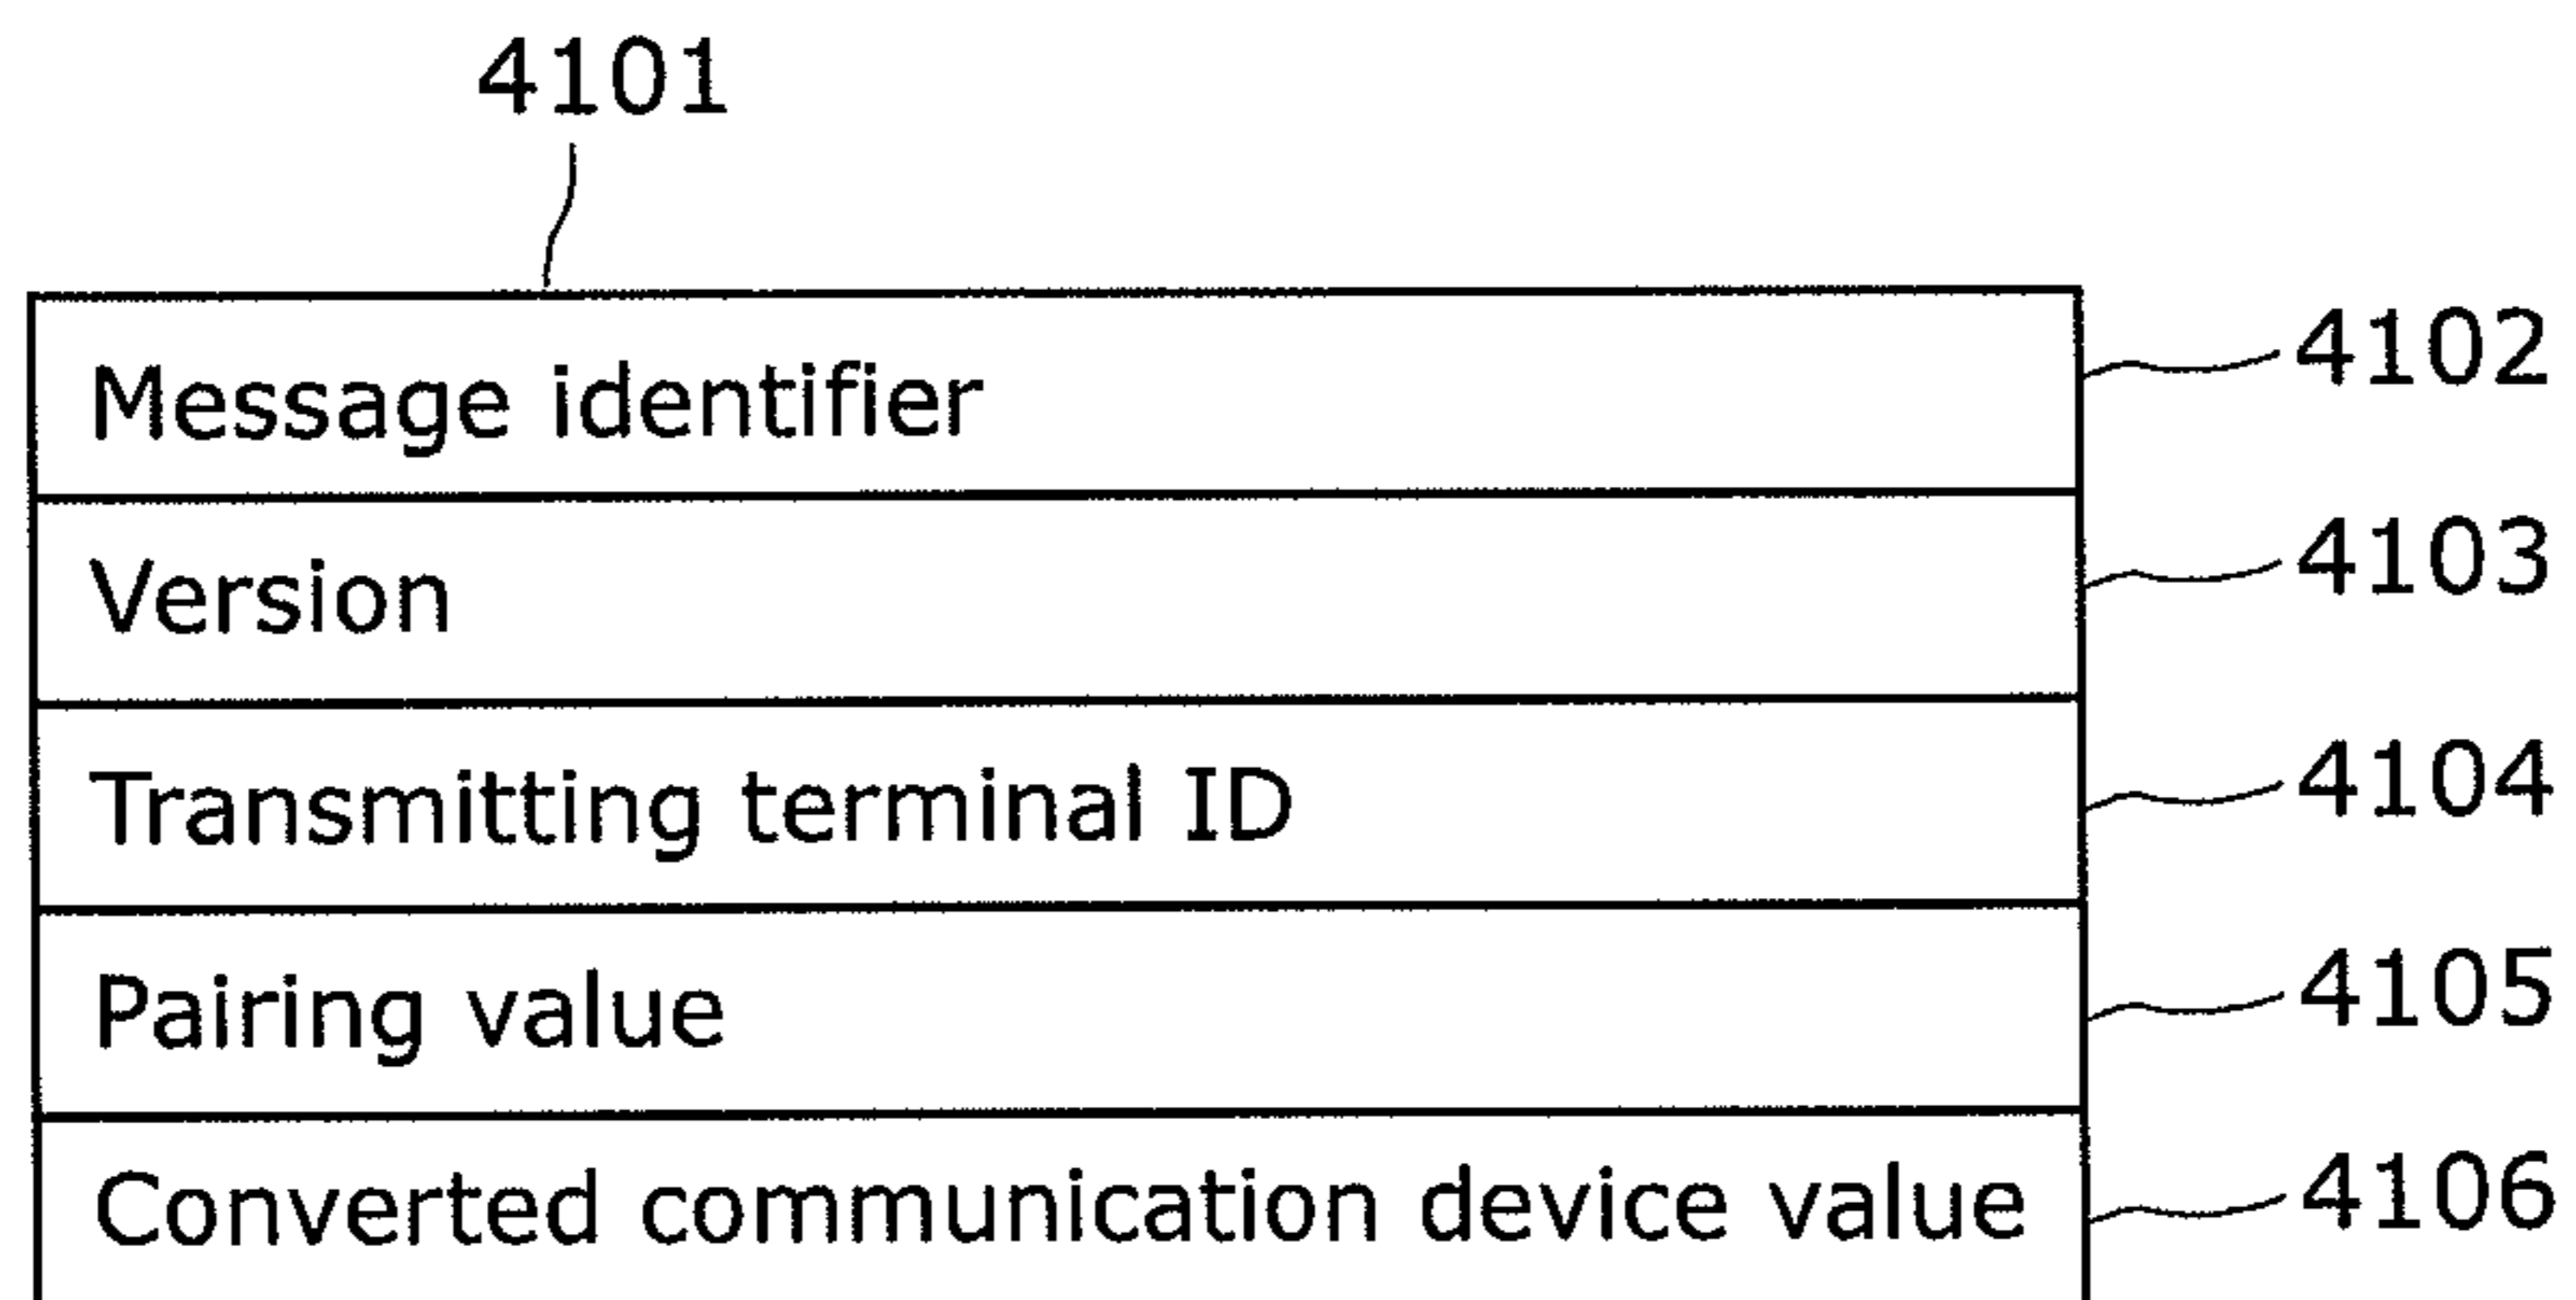 4101
Message identifier 4102
Version 4103
Transmitting terminal ID 4104
Pairing value 4105
Converted communication device value 4106